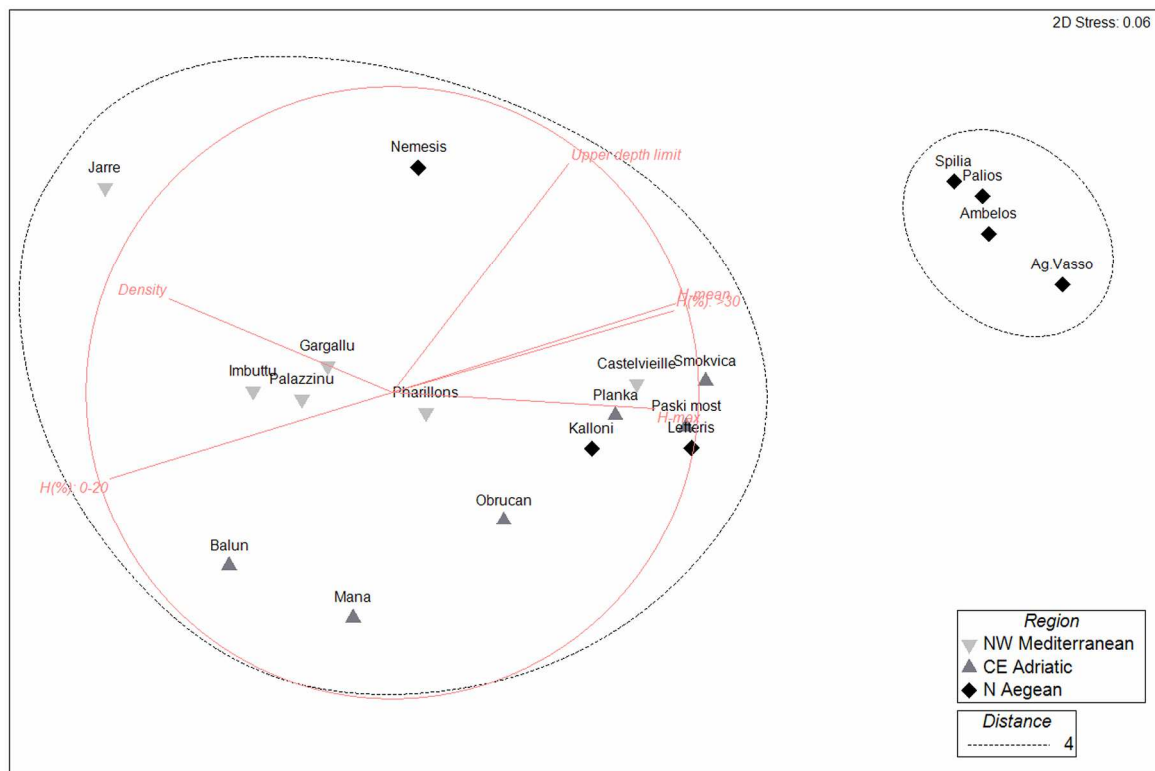 2D Stress: 0.06
Jarre
Nemesis
Upper depth limit
Spilia
Palios
Ambelos
Ag.Vasso
Density
H-mean
H(%): >30
Gargallu
Imbuttu
Palazzinu
Pharillons
Castelvieille
Smokvica
Planka
Paski most
H-max
Kalloni
Lefteris
H(%): 0-20
Obrucan
Balun
Mana
Region
NW Mediterranean
CE Adriatic
N Aegean
Distance
4